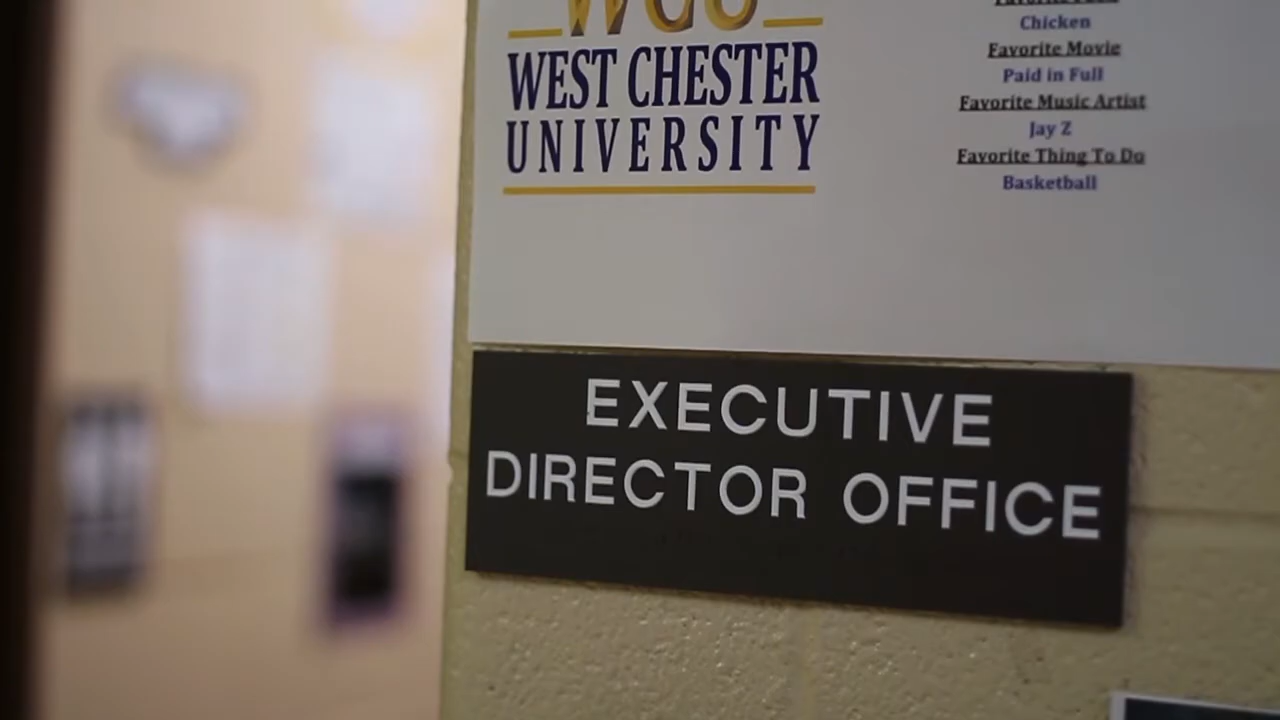 WCU
WEST CHESTER
UNIVERSITY
Chicken
Favorite Movie
Paid in Full
Favorite Music Artist
Jay Z
Favorite Thing To Do
Basketball
EXECUTIVE
DIRECTOR OFFICE